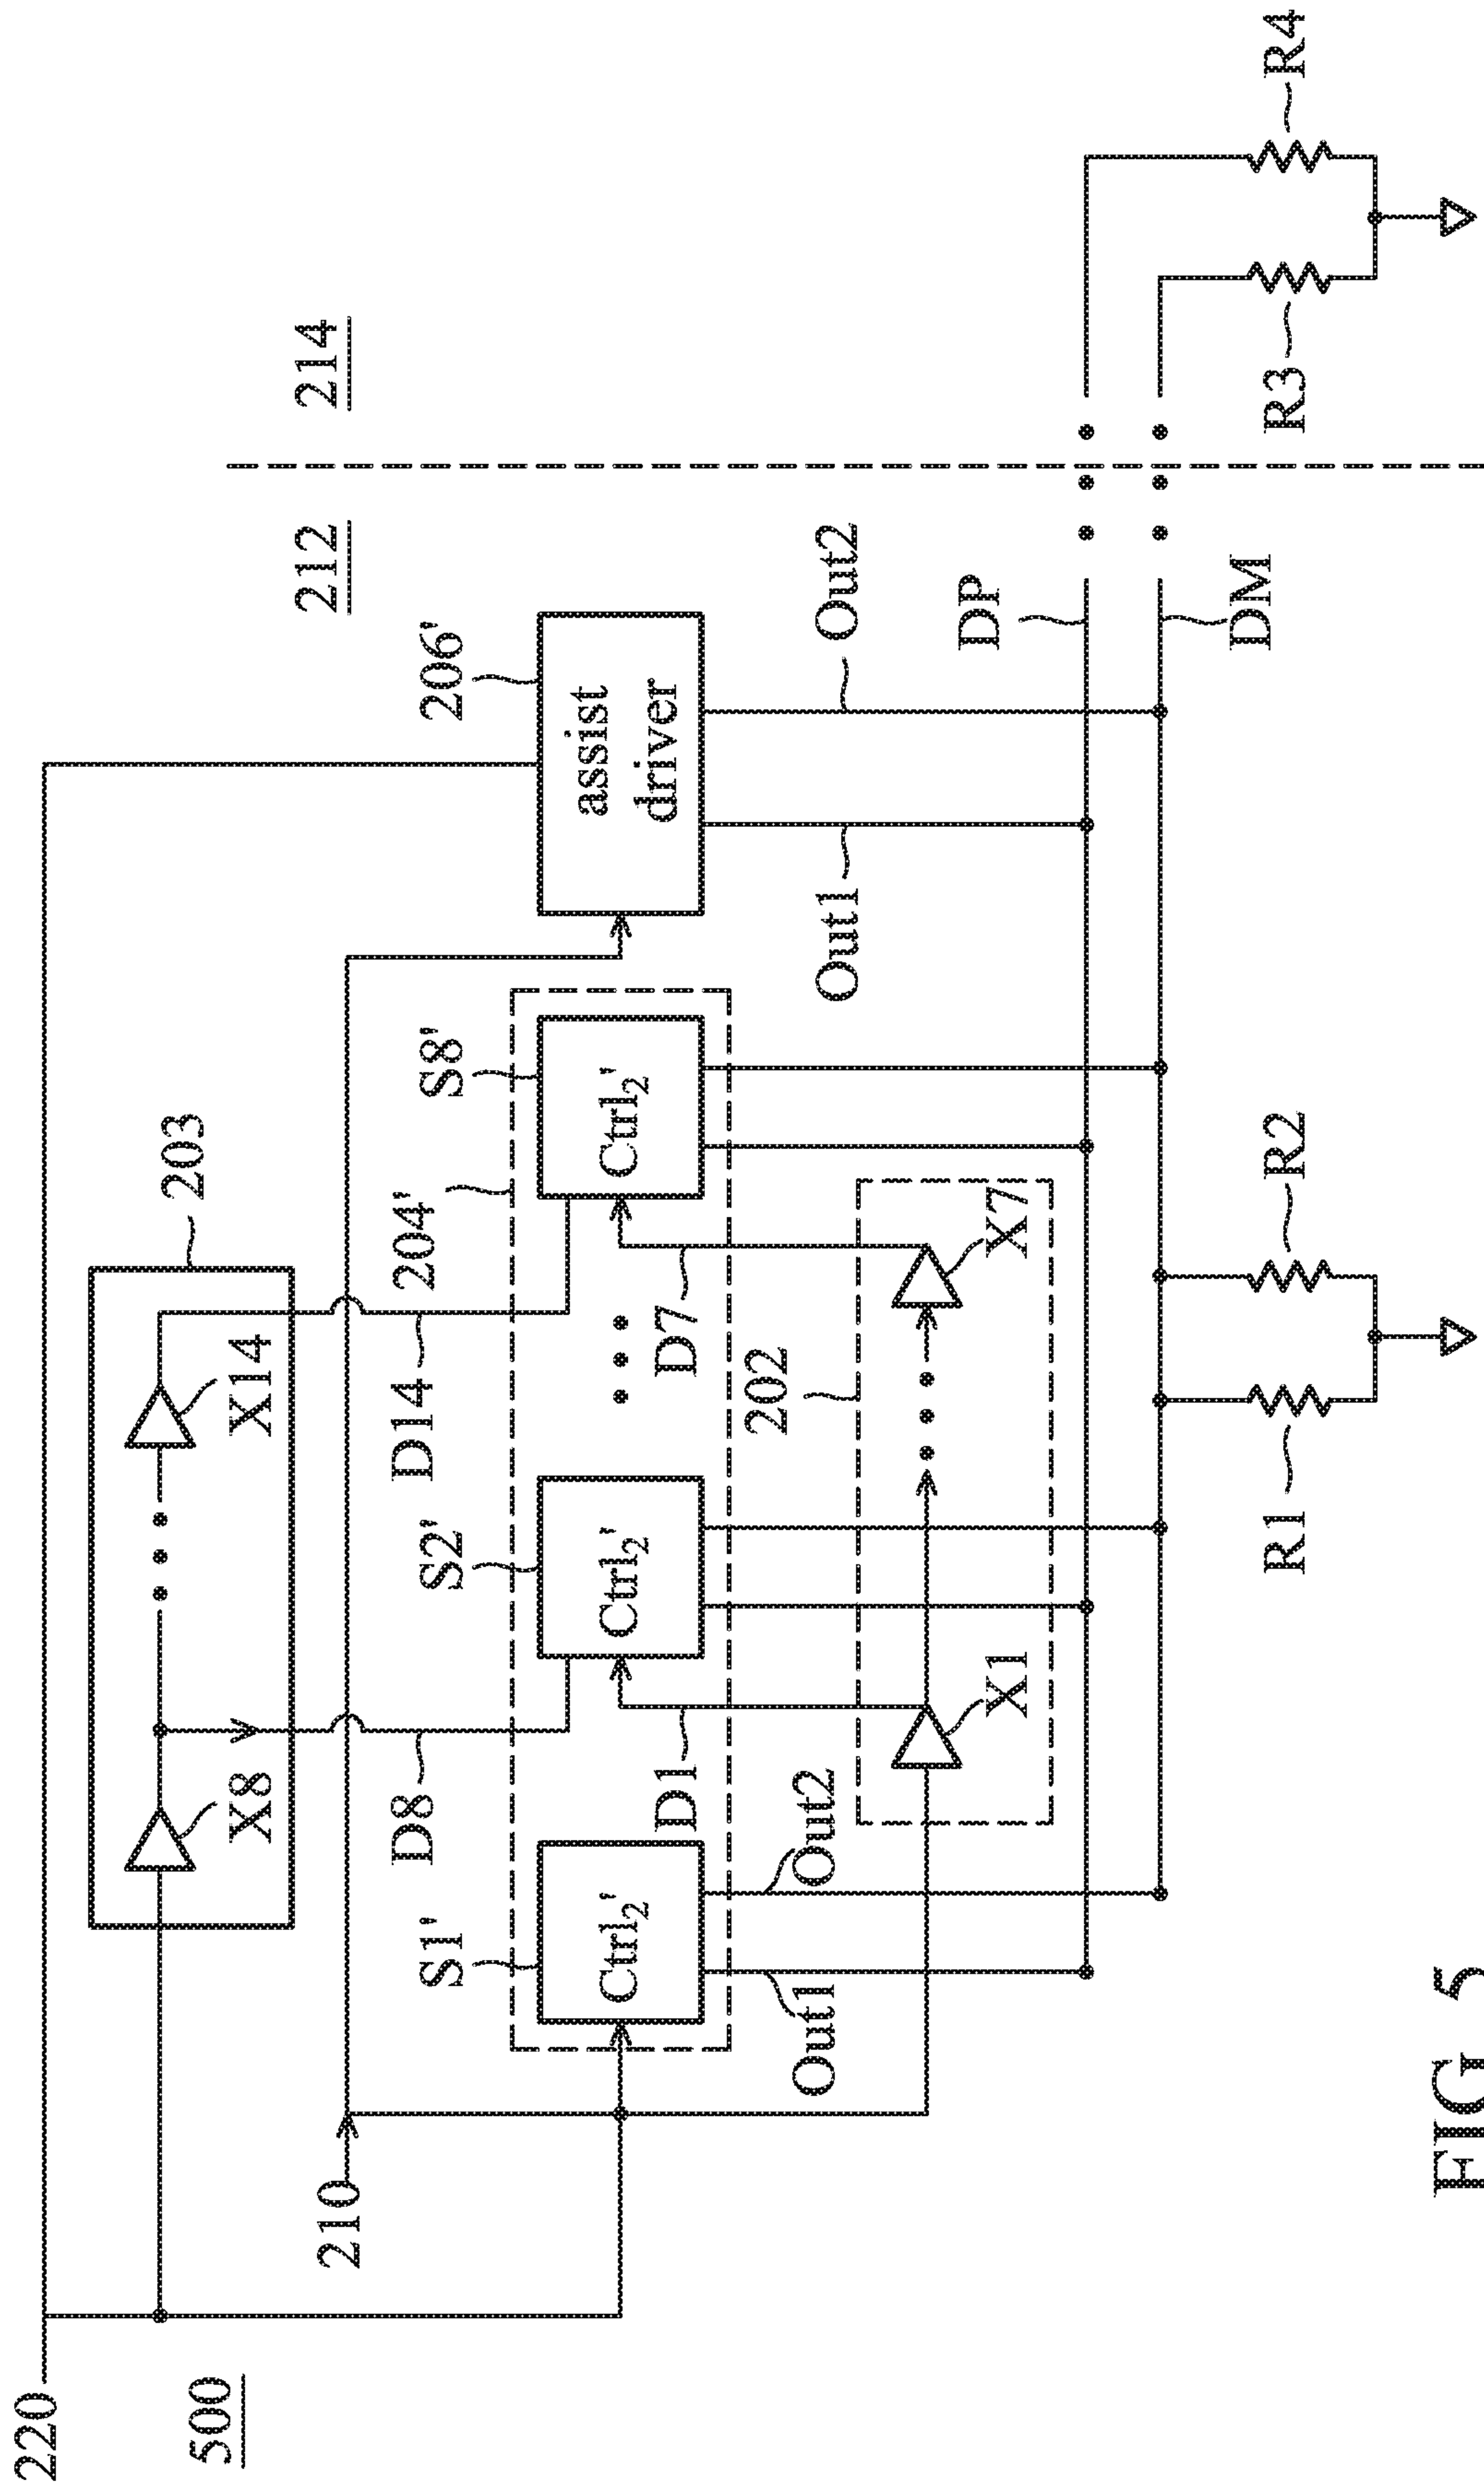 220
500
210
203
X8
X14
D8
D14
204'
S1'
S2'
S8'
206'
212
214
Ctrl2'
Ctrl2'
Ctrl2'
assist
driver
D1
D7
202
Out1
Out2
Out1
Out2
X1
X7
DP
DM
R1
R2
R3
R4
FIG. 5